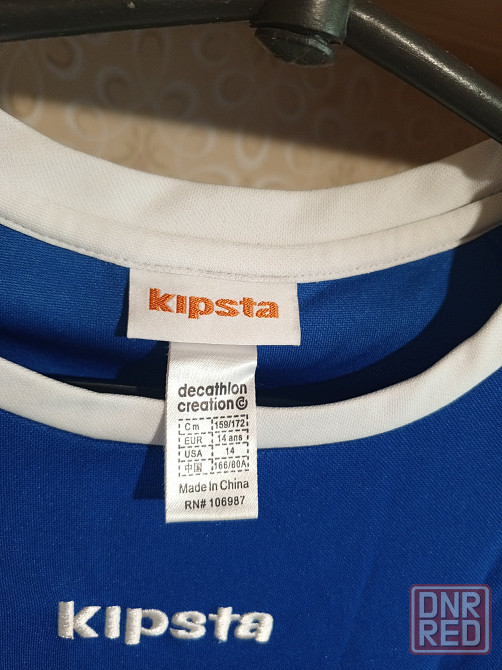 kipsta
decathlon
creation©
Cm 159/172
EUR 14 ans
USA 14
中国 166/80A
Made In China
RN# 106987
kipsta
DNR
RED